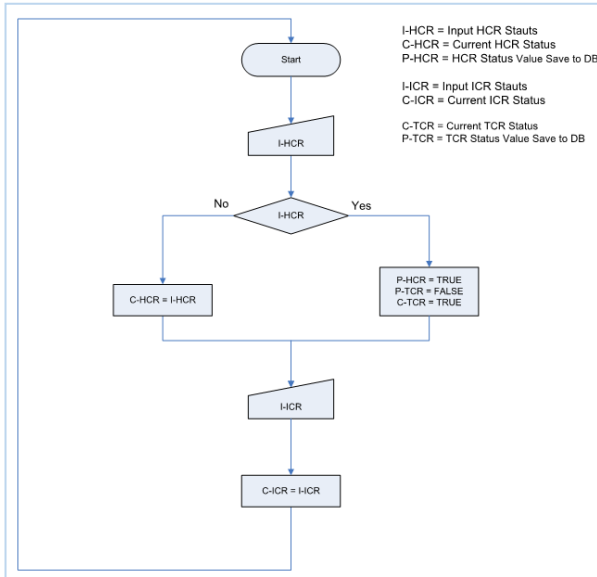 I-HCR = Input HCR Stauts
C-HCR = Current HCR Status
P-HCR = HCR Status Value Save to DB
I-ICR = Input ICR Stauts
C-ICR = Current ICR Status
C-TCR = Current TCR Status
P-TCR = TCR Status Value Save to DB
Start
I-HCR
No
I-HCR
Yes
C-HCR = I-HCR
P-HCR = TRUE
P-TCR = FALSE
C-TCR = TRUE
I-ICR
C-ICR = I-ICR